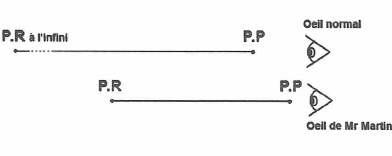 Oeil normal
P.R à l'infini P.P
P.R P.P
Oeil de Mr Martin